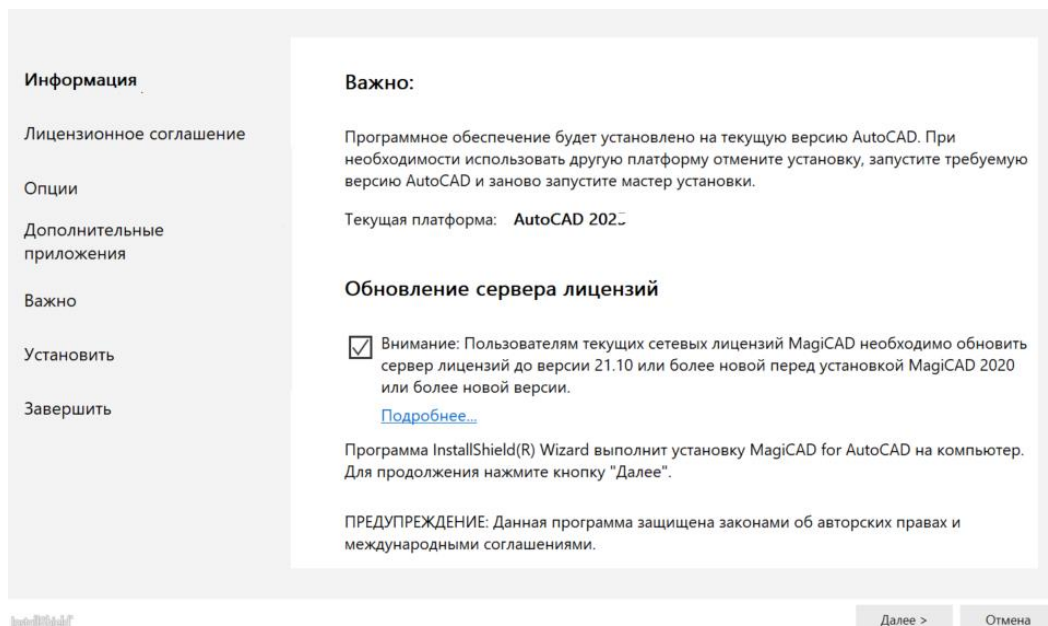 Информация
Лицензионное соглашение
Опции
Дополнительные
приложения
Важно
Установить
Завершить
Важно:
Программное обеспечение будет установлено на текущую версию AutoCAD. При
необходимости использовать другую платформу отмените установку, запустите требуемую
версию AutoCAD и заново запустите мастер установки.
Текущая платформа: AutoCAD
Обновление сервера лицензий
Внимание: Пользователям текущих сетевых лицензий MagiCAD необходимо обновить
сервер лицензий до версии 21.10 или более новой перед установкой MagiCAD 2020
или более новой версии.
Подробнее...
Программа InstallShield(R) Wizard выполнит установку MagiCAD for AutoCAD на компьютер.
Для продолжения нажмите кнопку "Далее".
ПРЕДУПРЕЖДЕНИЕ: Данная программа защищена законами об авторских правах и
международными соглашениями.
InstallShield
Далее >
Отмена